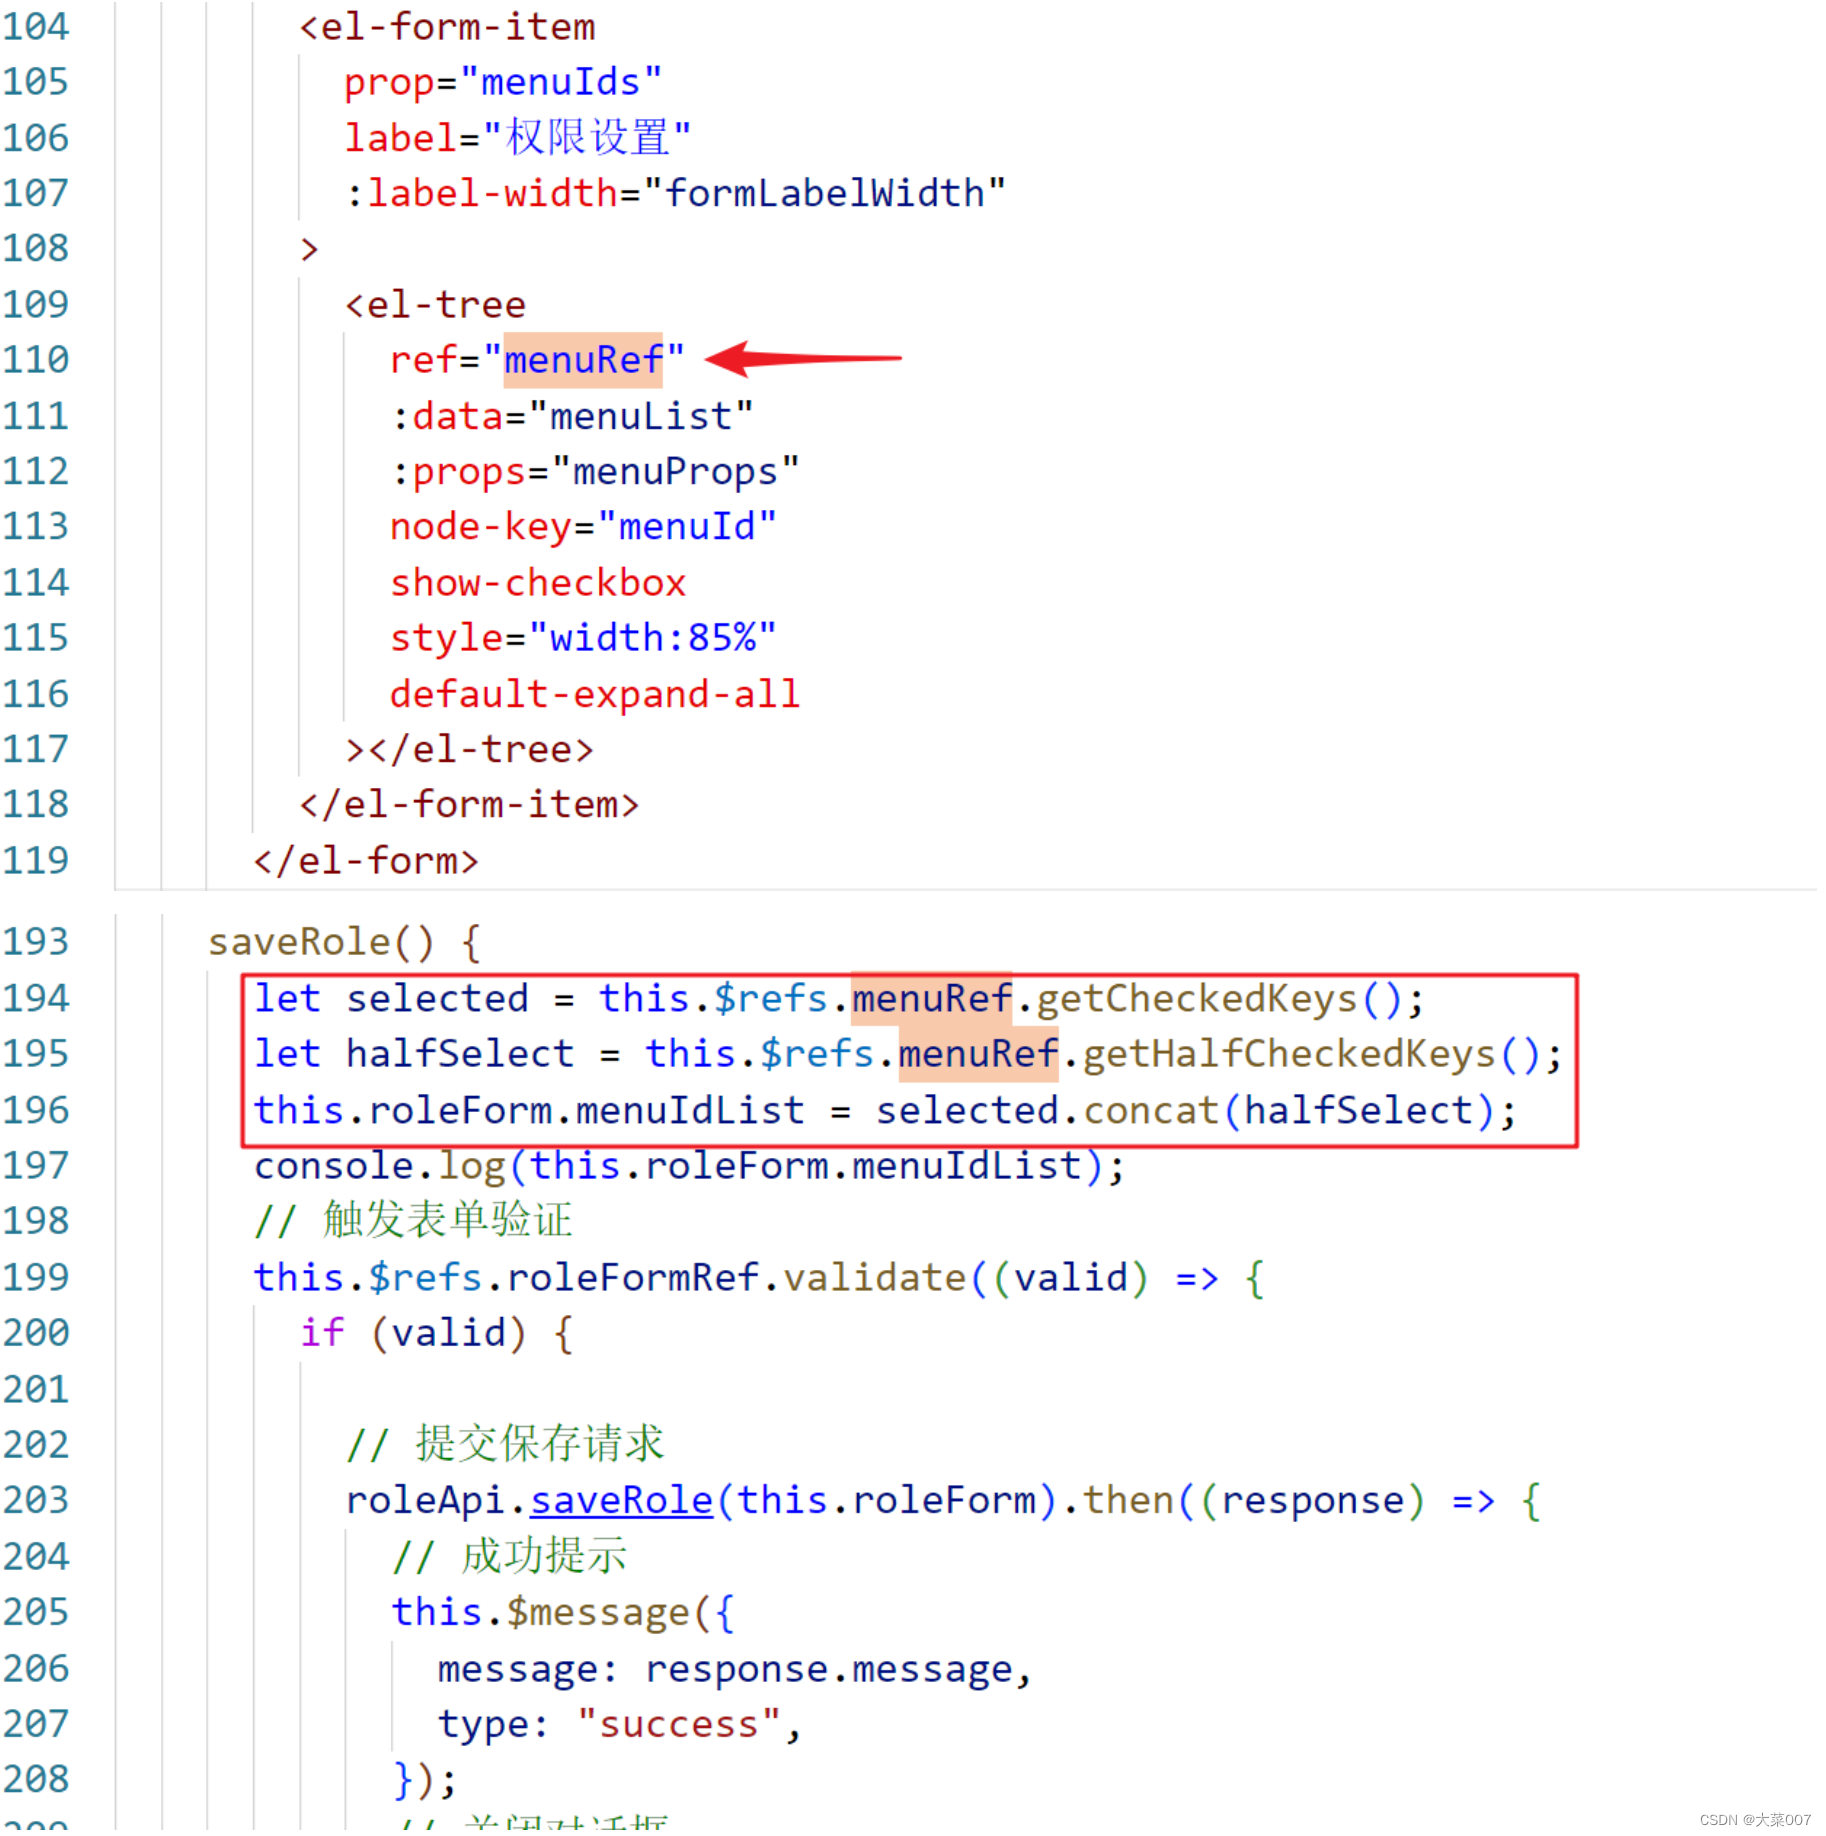 104 <el-form-item
105 prop="menuIds"
106 label="权限设置"
107 :label-width="formLabelWidth"
108 >
109 <el-tree
110 ref="menuRef"
111 :data="menuList"
112 :props="menuProps"
113 node-key="menuId"
114 show-checkbox
115 style="width:85%"
116 default-expand-all
117 ></el-tree>
118 </el-form-item>
119 </el-form>
193 saveRole() {
194 let selected = this.$refs.menuRef.getCheckedKeys();
195 let halfSelect = this.$refs.menuRef.getHalfCheckedKeys();
196 this.roleForm.menuIdList = selected.concat(halfSelect);
197 console.log(this.roleForm.menuIdList);
198 // 触发表单验证
199 this.$refs.roleFormRef.validate((valid) => {
200 if (valid) {
201
202 // 提交保存请求
203 roleApi.saveRole(this.roleForm).then((response) => {
204 // 成功提示
205 this.$message({
206 message: response.message,
207 type: "success",
208 });
209 // 关闭对话框
CSDN @大菜007